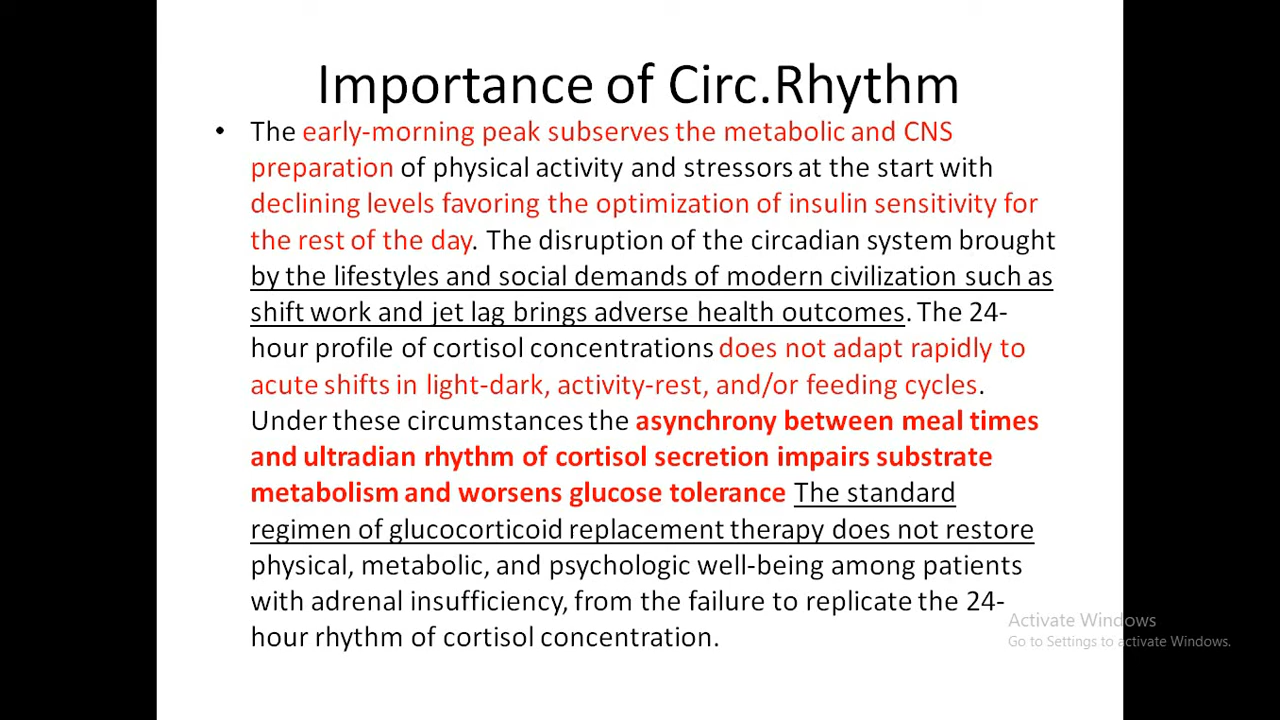 Importance of Circ.Rhythm
• The early-morning peak subserves the metabolic and CNS
preparation of physical activity and stressors at the start with
declining levels favoring the optimization of insulin sensitivity for
the rest of the day. The disruption of the circadian system brought
by the lifestyles and social demands of modern civilization such as
shift work and jet lag brings adverse health outcomes. The 24-
hour profile of cortisol concentrations does not adapt rapidly to
acute shifts in light-dark, activity-rest, and/or feeding cycles.
Under these circumstances the asynchrony between meal times
and ultradian rhythm of cortisol secretion impairs substrate
metabolism and worsens glucose tolerance The standard
regimen of glucocorticoid replacement therapy does not restore
physical, metabolic, and psychologic well-being among patients
with adrenal insufficiency, from the failure to replicate the 24-
hour rhythm of cortisol concentration.
Activate Windows
Go to Settings to activate Windows.